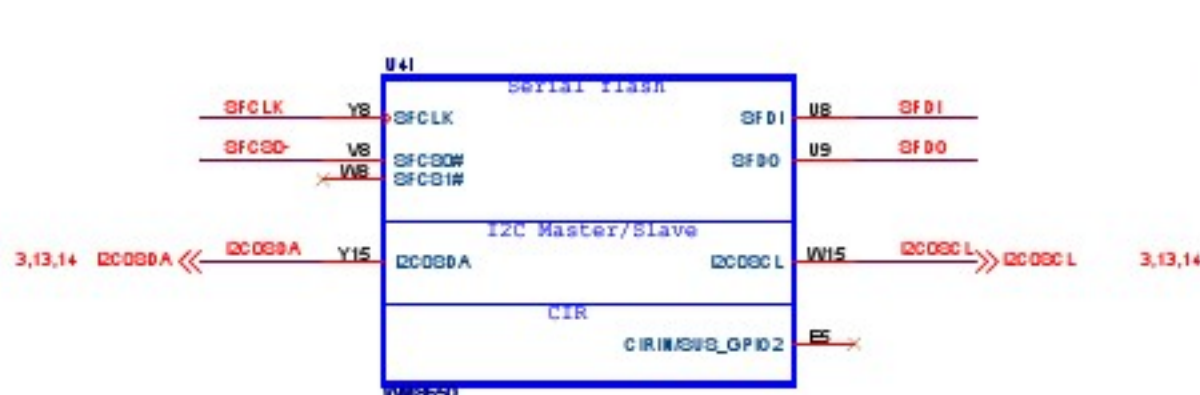 U4I
Serial flash
SFCLK Y8 SFCLK SFDI U8 SFDI
SFCS0- V8 SFCS0# SFDO U9 SFDO
W8 SFCS1#
I2C Master/Slave
3,13,14 I2C0SDA I2C0SDA Y15 I2C0SDA I2C0SCL W15 I2C0SCL I2C0SCL 3,13,14
CIR
CIRIN/SUS_GPIO2 E5